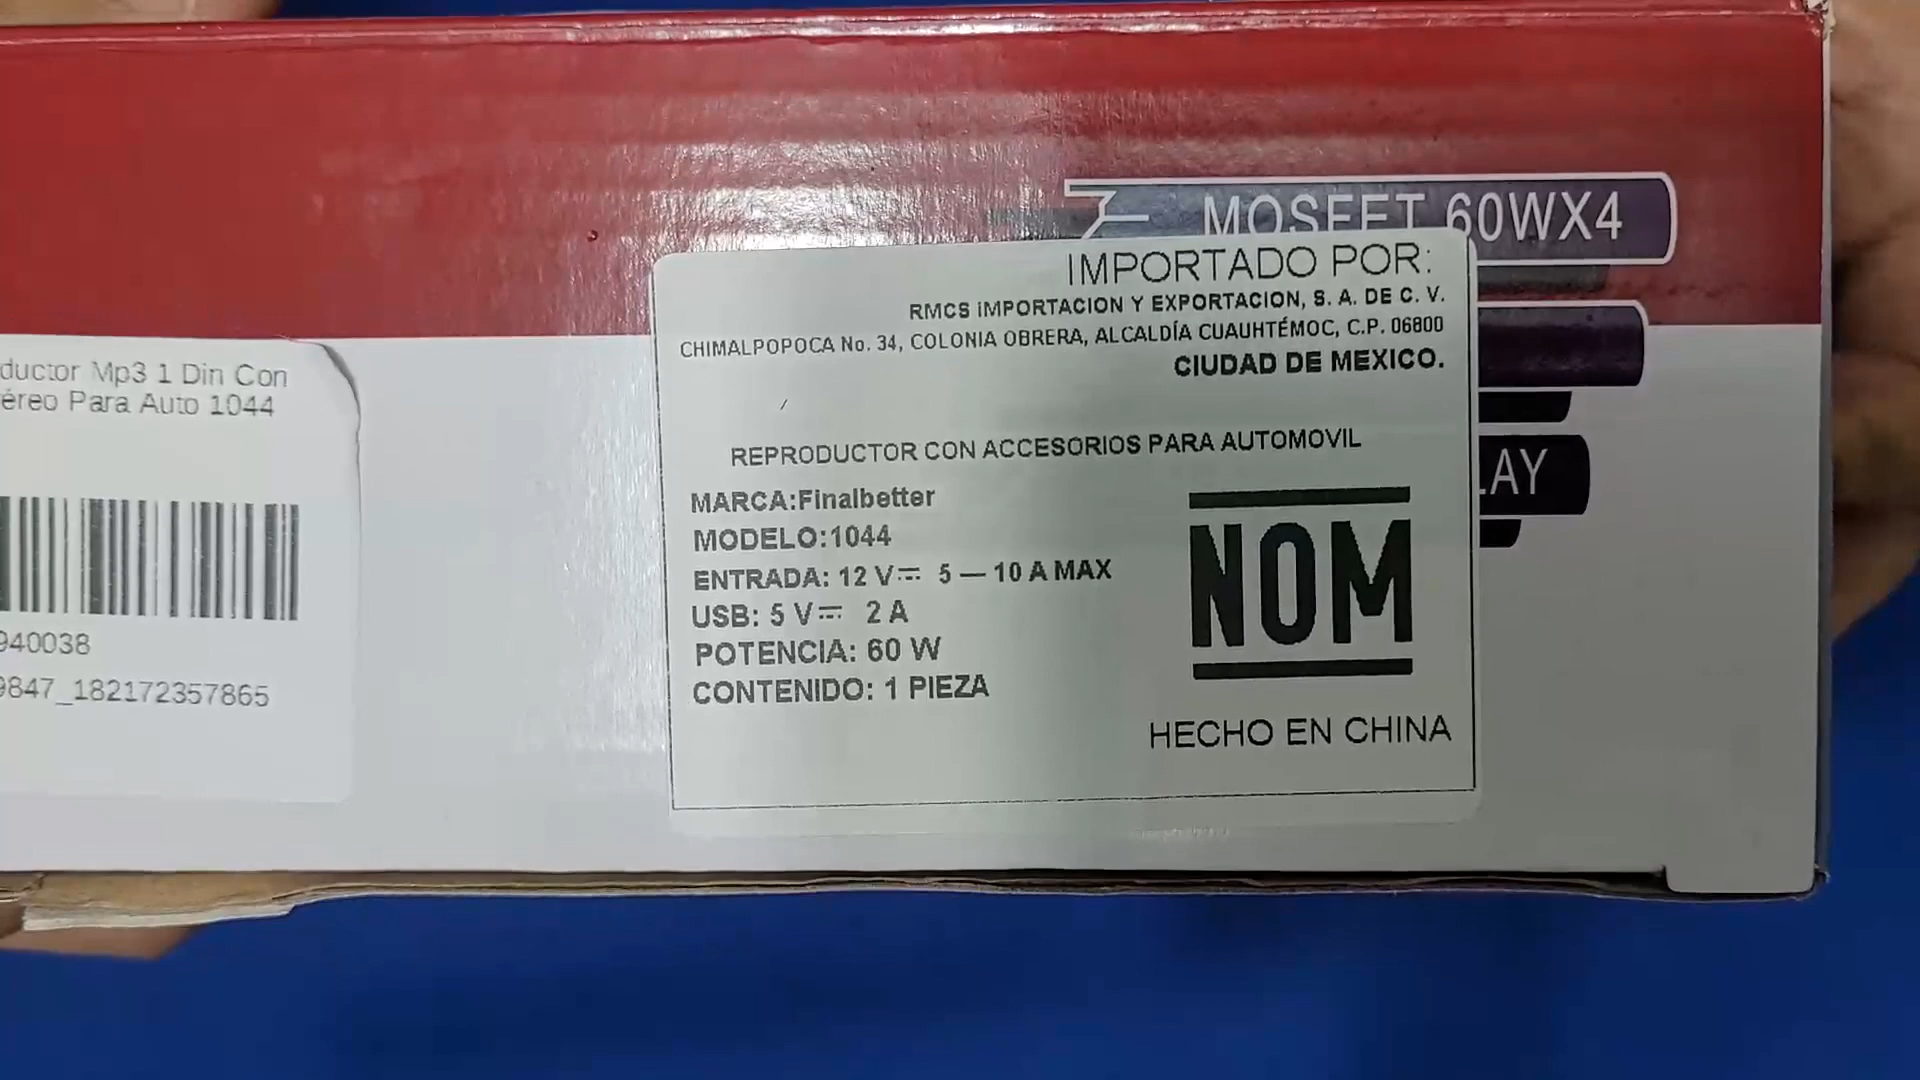 MOSFET 60WX4
LAY
IMPORTADO POR:
RMCS IMPORTACION Y EXPORTACION, S. A. DE C. V.
CHIMALPOPOCA No. 34, COLONIA OBRERA, ALCALDÍA CUAUHTÉMOC, C.P. 06800
CIUDAD DE MEXICO.
REPRODUCTOR CON ACCESORIOS PARA AUTOMOVIL
MARCA:Finalbetter
MODELO:1044
ENTRADA: 12 V⎓ 5 — 10 A MAX
USB: 5 V⎓ 2 A
POTENCIA: 60 W
CONTENIDO: 1 PIEZA
NOM
HECHO EN CHINA
ductor Mp3 1 Din Con
éreo Para Auto 1044
940038
9847_182172357865